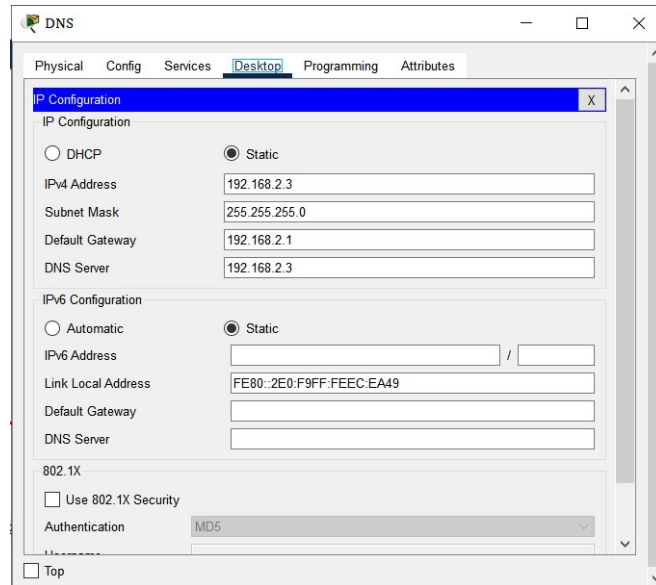 DNS
Physical Config Services Desktop Programming Attributes
IP Configuration X
IP Configuration
DHCP Static
IPv4 Address 192.168.2.3
Subnet Mask 255.255.255.0
Default Gateway 192.168.2.1
DNS Server 192.168.2.3
IPv6 Configuration
Automatic Static
IPv6 Address /
Link Local Address FE80::2E0:F9FF:FEEC:EA49
Default Gateway
DNS Server
802.1X
Use 802.1X Security
Authentication MD5
Top